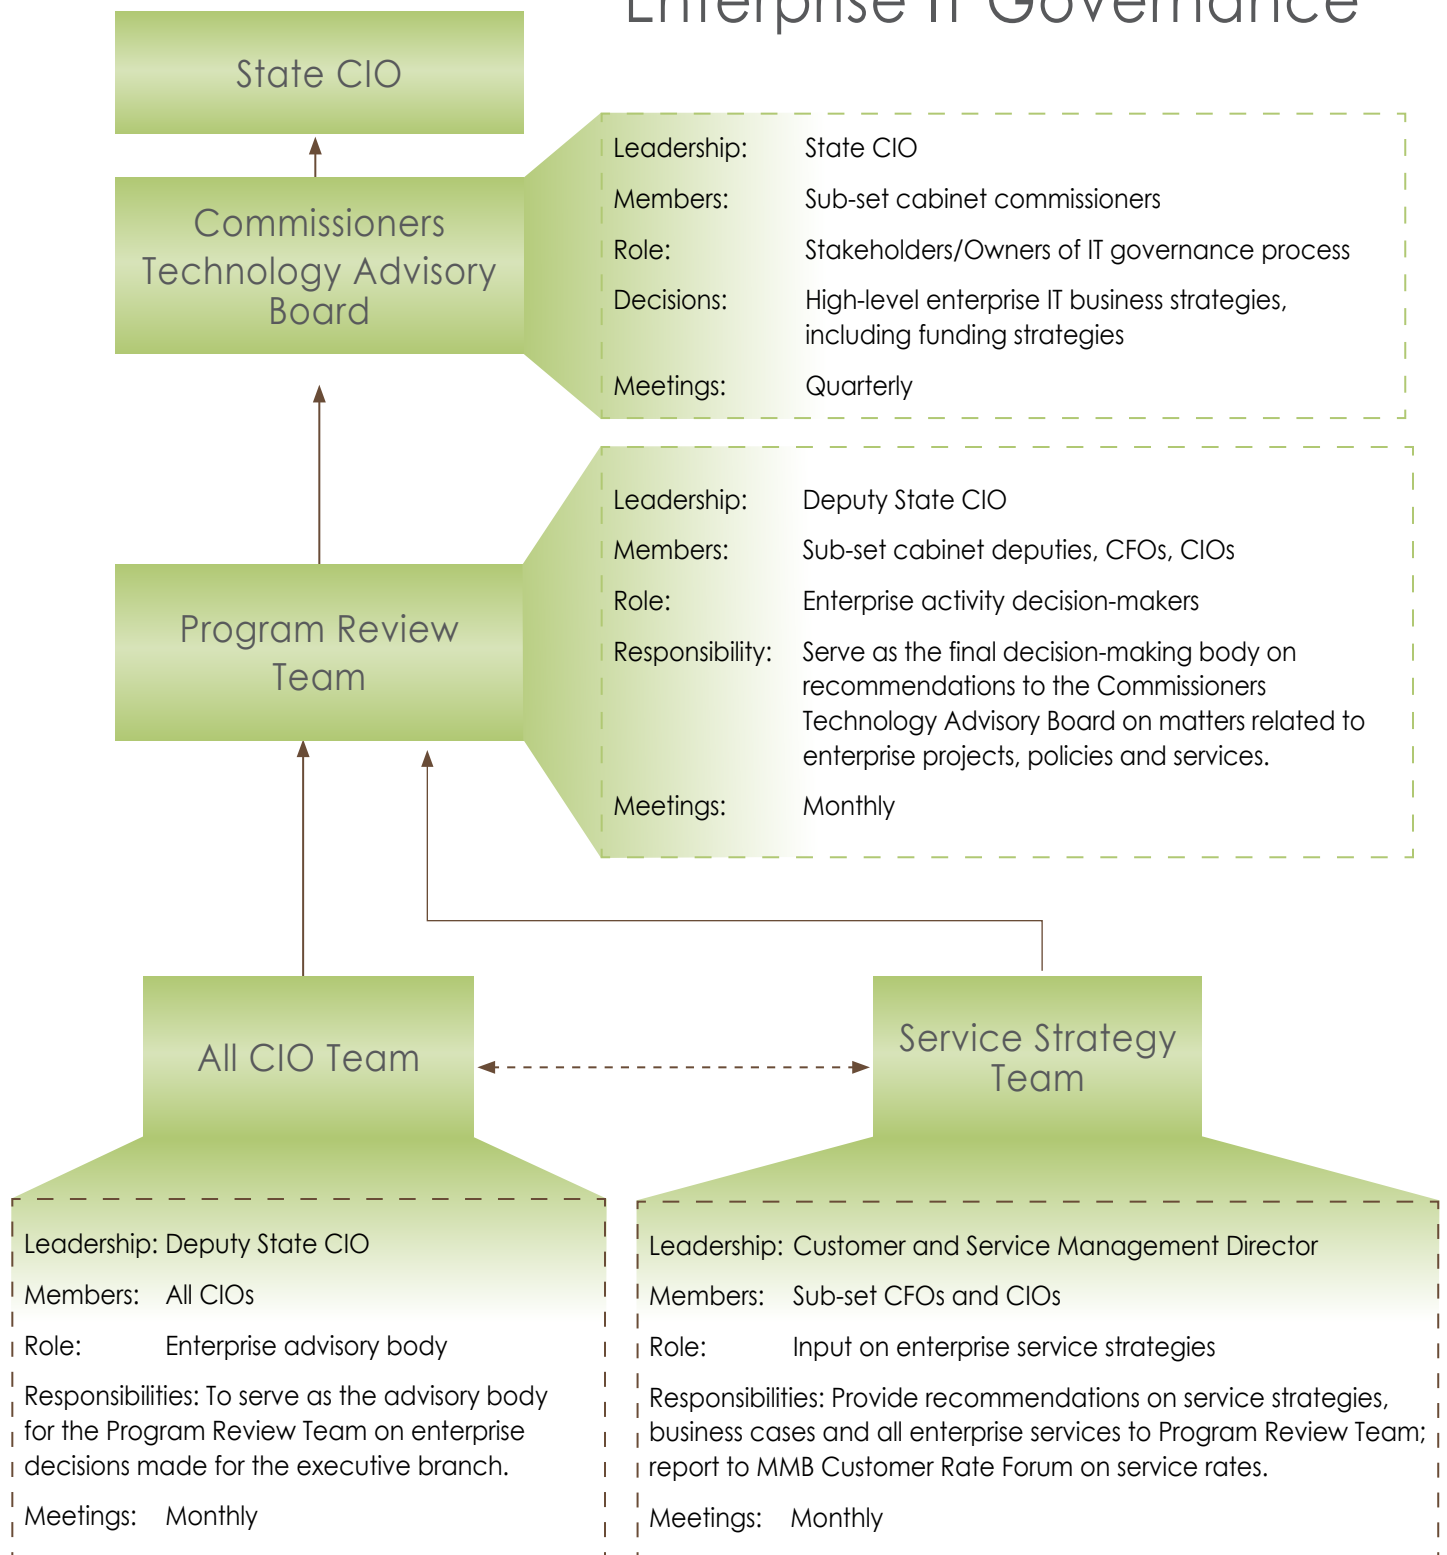 Enterprise IT Governance
State CIO
Commissioners
Technology Advisory
Board
Leadership: State CIO
Members: Sub-set cabinet commissioners
Role: Stakeholders/Owners of IT governance process
Decisions: High-level enterprise IT business strategies,
including funding strategies
Meetings: Quarterly
Program Review
Team
Leadership: Deputy State CIO
Members: Sub-set cabinet deputies, CFOs, CIOs
Role: Enterprise activity decision-makers
Responsibility: Serve as the final decision-making body on
recommendations to the Commissioners
Technology Advisory Board on matters related to
enterprise projects, policies and services.
Meetings: Monthly
All CIO Team
Leadership: Deputy State CIO
Members: All CIOs
Role: Enterprise advisory body
Responsibilities: To serve as the advisory body
for the Program Review Team on enterprise
decisions made for the executive branch.
Meetings: Monthly
Service Strategy
Team
Leadership: Customer and Service Management Director
Members: Sub-set CFOs and CIOs
Role: Input on enterprise service strategies
Responsibilities: Provide recommendations on service strategies,
business cases and all enterprise services to Program Review Team;
report to MMB Customer Rate Forum on service rates.
Meetings: Monthly